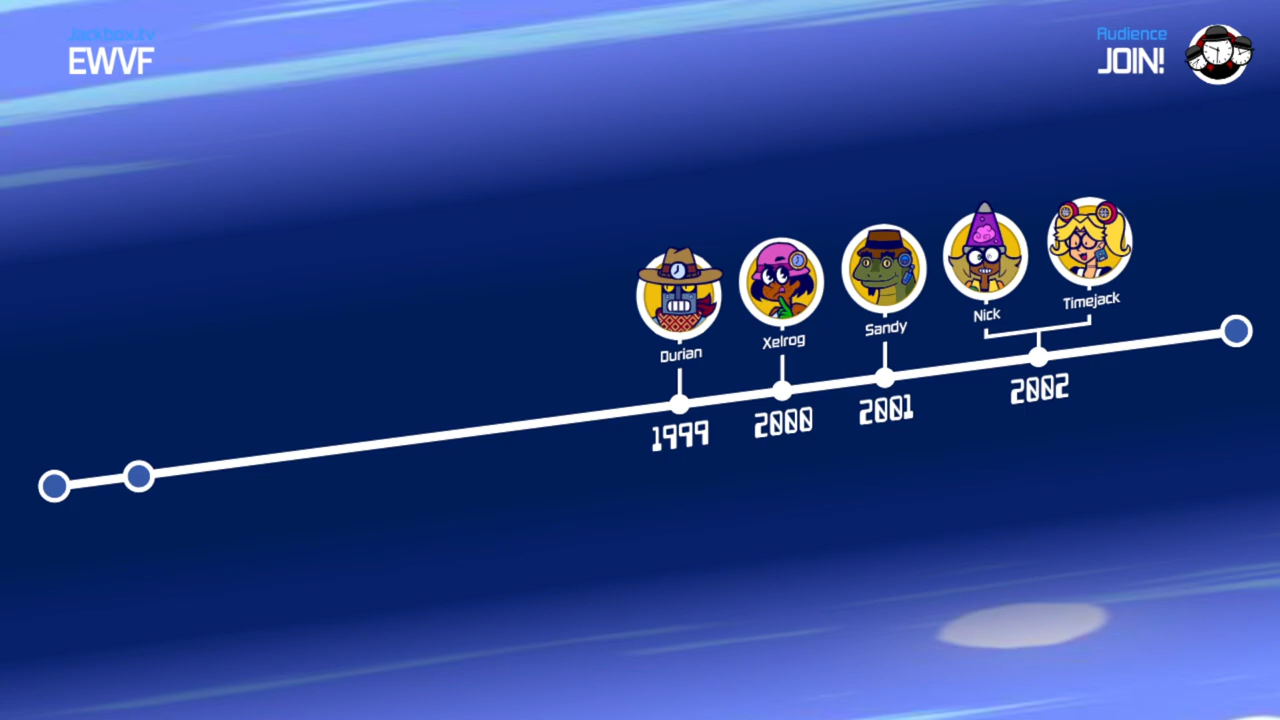 Jackbox.tv
EWVF
Audience
JOIN!
Durian
Xelrog
Sandy
Nick
Timejack
1999
2000
2001
2002